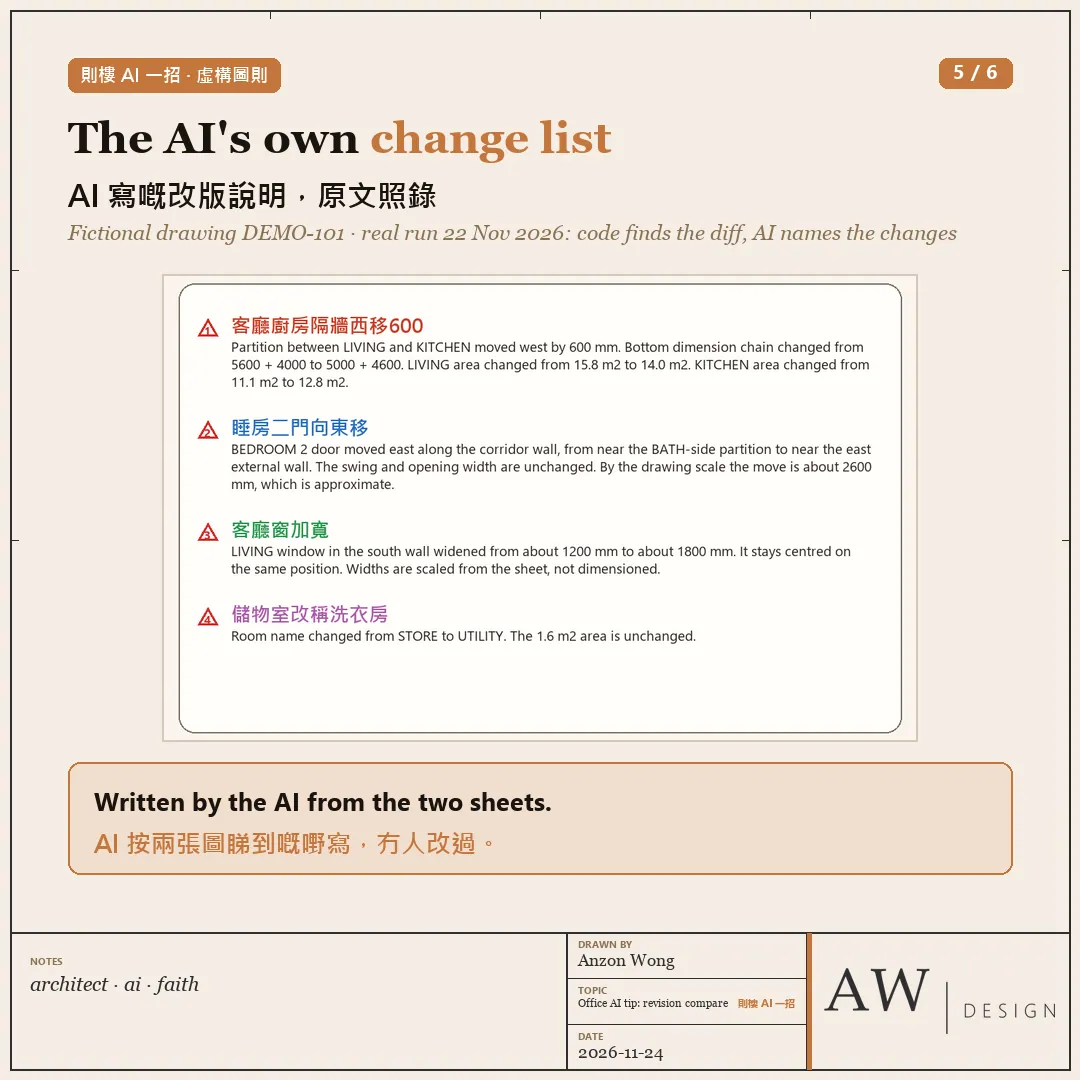 則樓 AI 一招 · 虛構圖則
5 / 6
The AI's own change list
AI 寫嘅改版說明，原文照錄
Fictional drawing DEMO-101 · real run 22 Nov 2026: code finds the diff, AI names the changes
1 客廳廚房隔牆西移600
Partition between LIVING and KITCHEN moved west by 600 mm. Bottom dimension chain changed from
5600 + 4000 to 5000 + 4600. LIVING area changed from 15.8 m2 to 14.0 m2. KITCHEN area changed from
11.1 m2 to 12.8 m2.
2 睡房二門向東移
BEDROOM 2 door moved east along the corridor wall, from near the BATH-side partition to near the east
external wall. The swing and opening width are unchanged. By the drawing scale the move is about 2600
mm, which is approximate.
3 客廳窗加寬
LIVING window in the south wall widened from about 1200 mm to about 1800 mm. It stays centred on
the same position. Widths are scaled from the sheet, not dimensioned.
4 儲物室改稱洗衣房
Room name changed from STORE to UTILITY. The 1.6 m2 area is unchanged.
Written by the AI from the two sheets.
AI 按兩張圖睇到嘅嘢寫，冇人改過。
NOTES
architect · ai · faith
DRAWN BY
Anzon Wong
TOPIC
Office AI tip: revision compare 則樓 AI 一招
DATE
2026-11-24
AW DESIGN